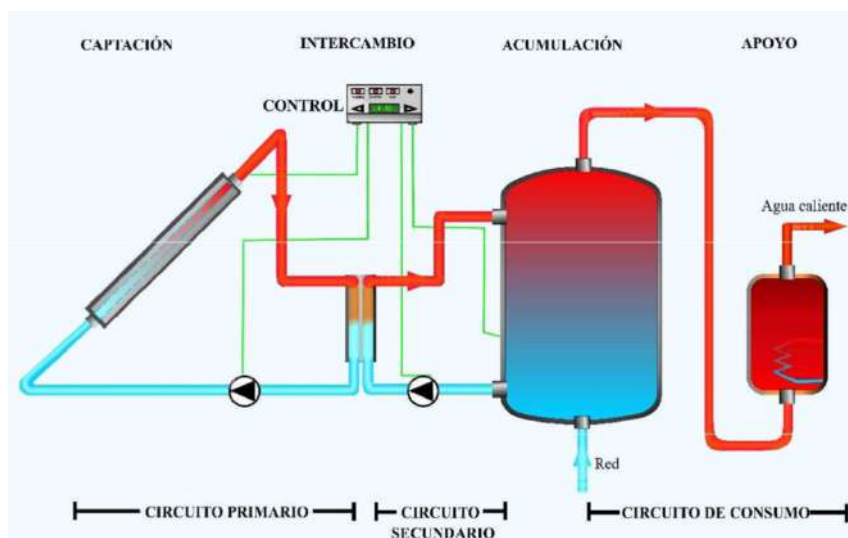 CAPTACIÓN
INTERCAMBIO
ACUMULACIÓN
APOYO
CONTROL
Agua caliente
Red
CIRCUITO PRIMARIO
CIRCUITO
SECUNDARIO
CIRCUITO DE CONSUMO